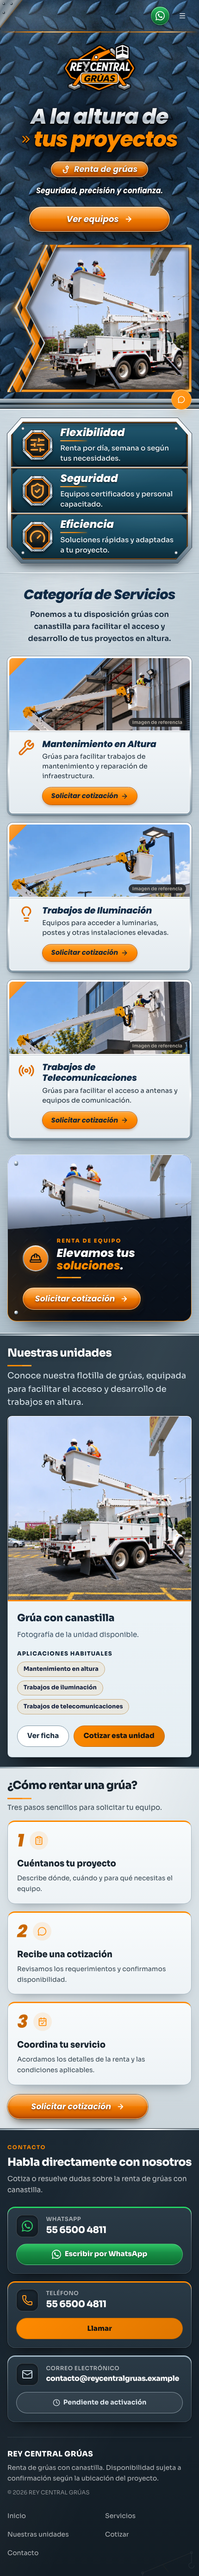 REY CENTRAL
GRÚAS
A la altura de
» tus proyectos
Renta de grúas
Seguridad, precisión y confianza.
Ver equipos →
Flexibilidad
Renta por día, semana o según
tus necesidades.
Seguridad
Equipos certificados y personal
capacitado.
Eficiencia
Soluciones rápidas y adaptadas
a tu proyecto.
Categoría de Servicios
Ponemos a tu disposición grúas con
canastilla para facilitar el acceso y
desarrollo de tus proyectos en altura.
Imagen de referencia
Mantenimiento en Altura
Grúas para facilitar trabajos de
mantenimiento y reparación de
infraestructura.
Solicitar cotización →
Imagen de referencia
Trabajos de Iluminación
Equipos para acceder a luminarias,
postes y otras instalaciones elevadas.
Solicitar cotización →
Imagen de referencia
Trabajos de
Telecomunicaciones
Grúas para facilitar el acceso a antenas y
equipos de comunicación.
Solicitar cotización →
RENTA DE EQUIPO
Elevamos tus
soluciones.
Solicitar cotización →
Nuestras unidades
Conoce nuestra flotilla de grúas, equipada
para facilitar el acceso y desarrollo de
trabajos en altura.
Grúa con canastilla
Fotografía de la unidad disponible.
APLICACIONES HABITUALES
Mantenimiento en altura
Trabajos de iluminación
Trabajos de telecomunicaciones
Ver ficha
Cotizar esta unidad
¿Cómo rentar una grúa?
Tres pasos sencillos para solicitar tu equipo.
1
Cuéntanos tu proyecto
Describe dónde, cuándo y para qué necesitas el
equipo.
2
Recibe una cotización
Revisamos los requerimientos y confirmamos
disponibilidad.
3
Coordina tu servicio
Acordamos los detalles de la renta y las
condiciones aplicables.
Solicitar cotización →
CONTACTO
Habla directamente con nosotros
Cotiza o resuelve dudas sobre la renta de grúas con
canastilla.
WHATSAPP
55 6500 4811
Escribir por WhatsApp
TELÉFONO
55 6500 4811
Llamar
CORREO ELECTRÓNICO
contacto@reycentralgruas.example
Pendiente de activación
REY CENTRAL GRÚAS
Renta de grúas con canastilla. Disponibilidad sujeta a
confirmación según la ubicación del proyecto.
© 2026 REY CENTRAL GRÚAS
Inicio
Servicios
Nuestras unidades
Cotizar
Contacto